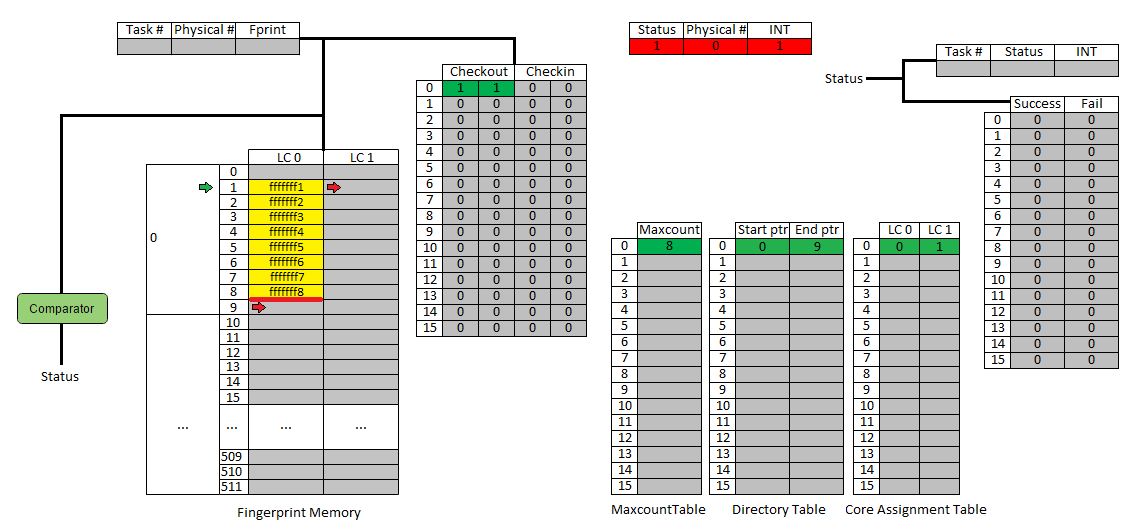 Task # Physical # Fprint
Status Physical # INT
1 0 1
Task # Status INT
Status
Checkout Checkin
0 1 1 0 0
1 0 0 0 0
2 0 0 0 0
3 0 0 0 0
4 0 0 0 0
5 0 0 0 0
6 0 0 0 0
7 0 0 0 0
8 0 0 0 0
9 0 0 0 0
10 0 0 0 0
11 0 0 0 0
12 0 0 0 0
13 0 0 0 0
14 0 0 0 0
15 0 0 0 0
Success Fail
0 0 0
1 0 0
2 0 0
3 0 0
4 0 0
5 0 0
6 0 0
7 0 0
8 0 0
9 0 0
10 0 0
11 0 0
12 0 0
13 0 0
14 0 0
15 0 0
LC 0 LC 1
0
0
1 fffffff1
2 fffffff2
3 fffffff3
4 fffffff4
5 fffffff5
6 fffffff6
7 fffffff7
8 fffffff8
9
10
11
12
13
14
15
... ... ... ...
509
510
511
Fingerprint Memory
Comparator
Status
Maxcount
0 8
1
2
3
4
5
6
7
8
9
10
11
12
13
14
15
MaxcountTable
Start ptr End ptr
0 0 9
1
2
3
4
5
6
7
8
9
10
11
12
13
14
15
Directory Table
LC 0 LC 1
0 0 1
1
2
3
4
5
6
7
8
9
10
11
12
13
14
15
Core Assignment Table